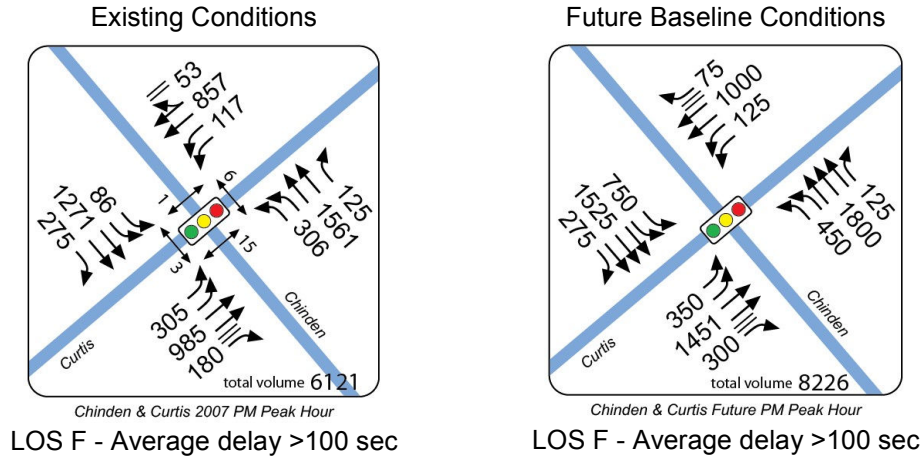 Existing Conditions
53
857
117
6
1
15
3
86
1271
275
125
1561
306
305
985
180
Curtis
Chinden
total volume 6121
Chinden & Curtis 2007 PM Peak Hour
LOS F - Average delay >100 sec
Future Baseline Conditions
75
1000
125
750
1525
275
125
1800
450
350
1451
300
Curtis
Chinden
total volume 8226
Chinden & Curtis Future PM Peak Hour
LOS F - Average delay >100 sec